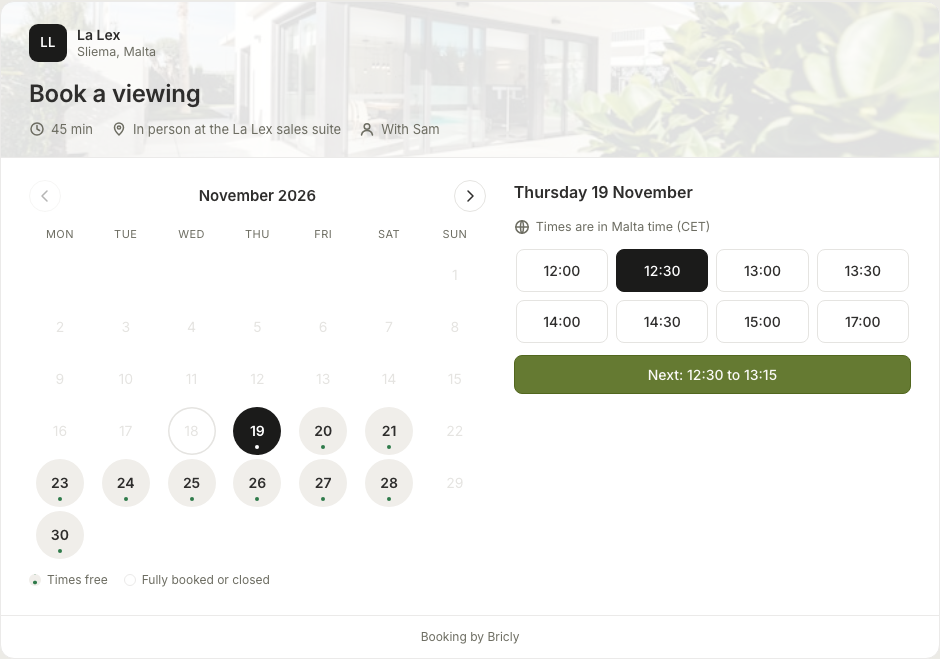 LL
La Lex
Sliema, Malta
Book a viewing
45 min In person at the La Lex sales suite With Sam
November 2026
MON TUE WED THU FRI SAT SUN
1
2 3 4 5 6 7 8
9 10 11 12 13 14 15
16 17 18 19 20 21 22
23 24 25 26 27 28 29
30
Times free Fully booked or closed
Thursday 19 November
Times are in Malta time (CET)
12:00 12:30 13:00 13:30
14:00 14:30 15:00 17:00
Next: 12:30 to 13:15
Booking by Bricly